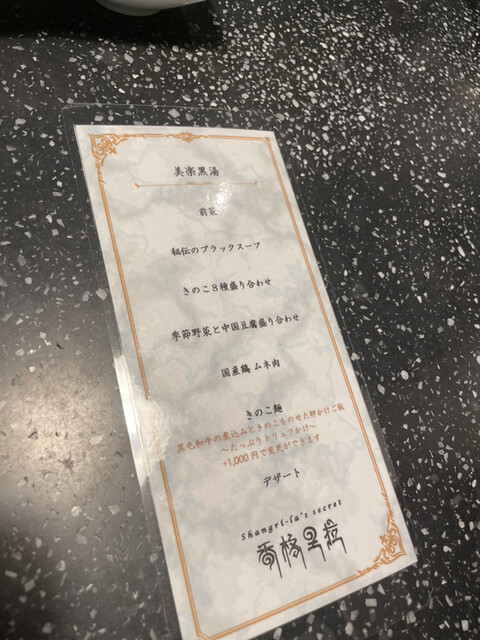 美楽黒湯
前菜
秘伝のブラックスープ
きのこ8種盛り合わせ
季節野菜と中国豆腐盛り合わせ
国産鶏 ムネ肉
きのこ麺
黒毛和牛の煮込みときのこをのせた卵かけご飯
~たっぷりトリュフかけ~
+1,000円で変更ができます
デザート
shangri-la's secret
香格里拉